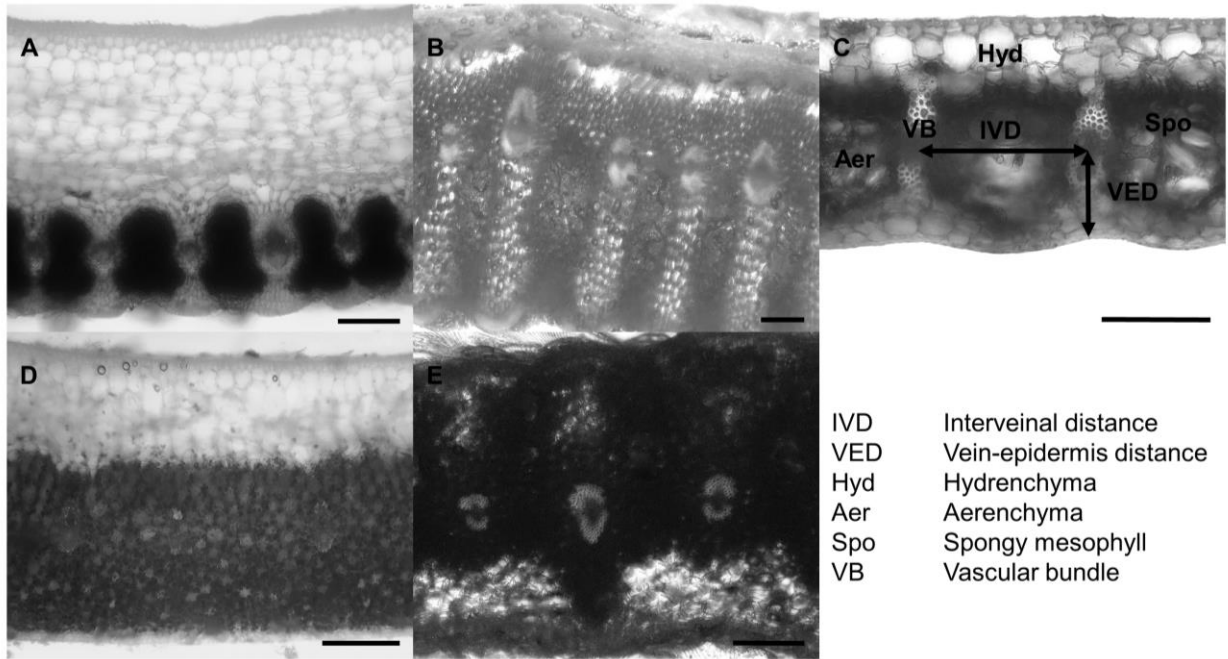 A
B
C
Hyd
VB
IVD
Spo
Aer
VED
D
E
IVD Interveinal distance
VED Vein-epidermis distance
Hyd Hydrenchyma
Aer Aerenchyma
Spo Spongy mesophyll
VB Vascular bundle